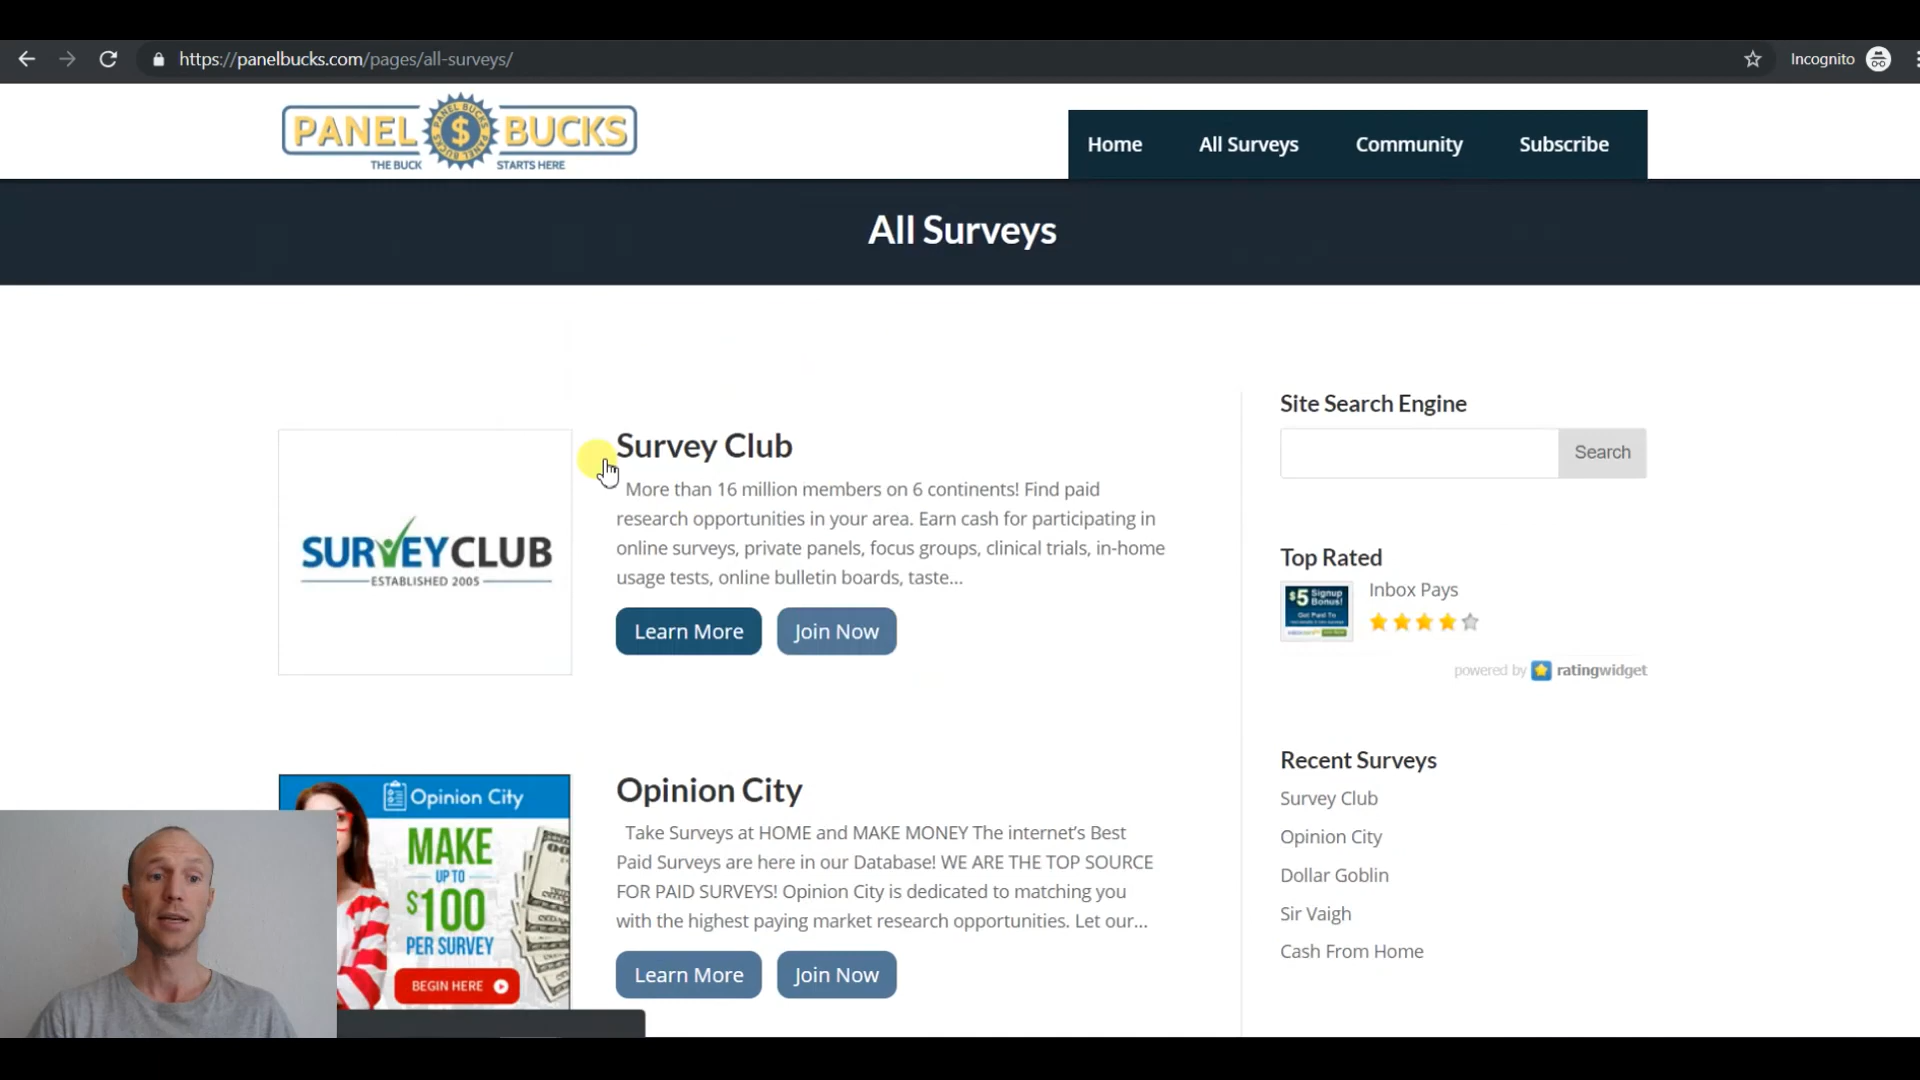 https://panelbucks.com/pages/all-surveys/
Incognito
PANEL $ BUCKS
PANEL BUCKS
THE BUCK STARTS HERE
Home
All Surveys
Community
Subscribe
All Surveys
SURVEYCLUB
ESTABLISHED 2005
Survey Club
More than 16 million members on 6 continents! Find paid
research opportunities in your area. Earn cash for participating in
online surveys, private panels, focus groups, clinical trials, in-home
usage tests, online bulletin boards, taste...
Learn More
Join Now
Opinion City
MAKE
UP TO
$100
PER SURVEY
BEGIN HERE
Opinion City
Take Surveys at HOME and MAKE MONEY The internet's Best
Paid Surveys are here in our Database! WE ARE THE TOP SOURCE
FOR PAID SURVEYS! Opinion City is dedicated to matching you
with the highest paying market research opportunities. Let our...
Learn More
Join Now
Site Search Engine
Search
Top Rated
$5 Signup
Bonus!
Get Paid To
Inbox Pays
powered by ratingwidget
Recent Surveys
Survey Club
Opinion City
Dollar Goblin
Sir Vaigh
Cash From Home